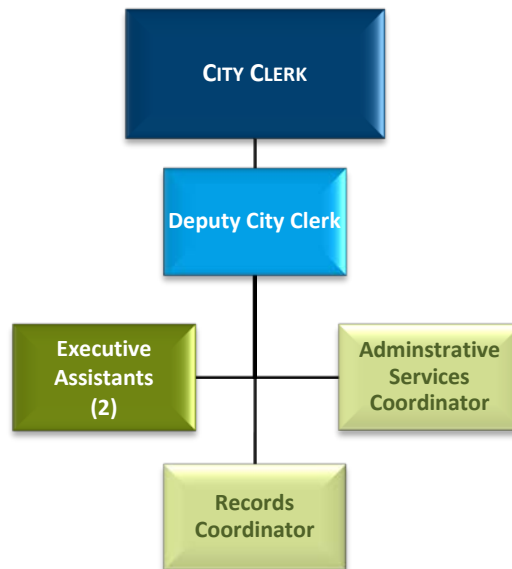 CITY CLERK
Deputy City Clerk
Executive
Assistants
(2)
Adminstrative
Services
Coordinator
Records
Coordinator